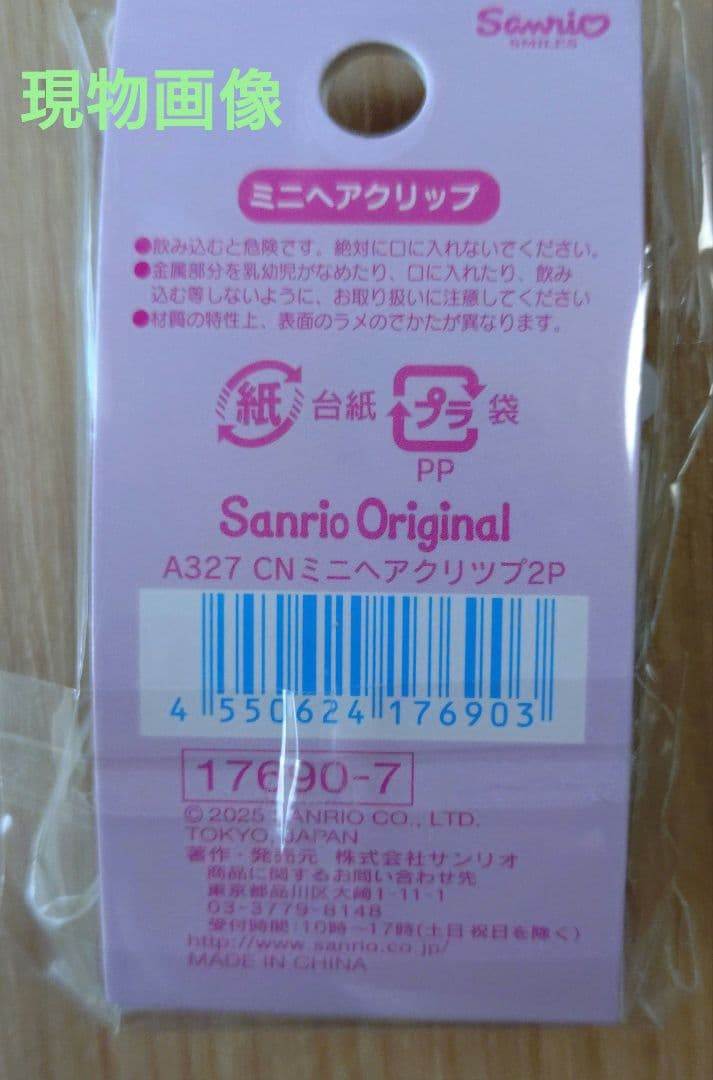 Sanrio
SMILES
現物画像
ミニヘアクリップ
●飲み込むと危険です。絶対に口に入れないでください。
●金属部分を乳幼児がなめたり、口に入れたり、飲み
込む等しないように、お取り扱いに注意してください
●材質の特性上、表面のラメのでかたが異なります。
紙 台紙 プラ 袋
PP
Sanrio Original
A327 CNミニヘアクリツプ2P
4 550624 176903
17690-7
© 2025 SANRIO CO., LTD.
TOKYO, JAPAN
著作・発売元 株式会社サンリオ
商品に関するお問い合わせ先
東京都品川区大崎1-11-1
03-3779-8148
受付時間:10時～17時(土日祝日を除く)
http://www.sanrio.co.jp/
MADE IN CHINA